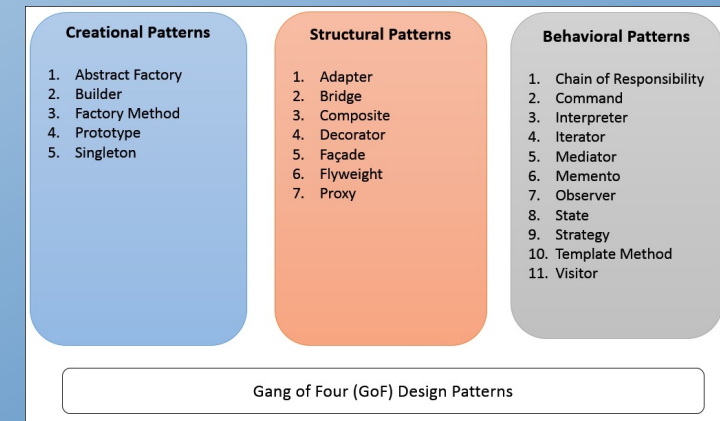 Creational Patterns
1. Abstract Factory
2. Builder
3. Factory Method
4. Prototype
5. Singleton
Structural Patterns
1. Adapter
2. Bridge
3. Composite
4. Decorator
5. Façade
6. Flyweight
7. Proxy
Behavioral Patterns
1. Chain of Responsibility
2. Command
3. Interpreter
4. Iterator
5. Mediator
6. Memento
7. Observer
8. State
9. Strategy
10. Template Method
11. Visitor
Gang of Four (GoF) Design Patterns